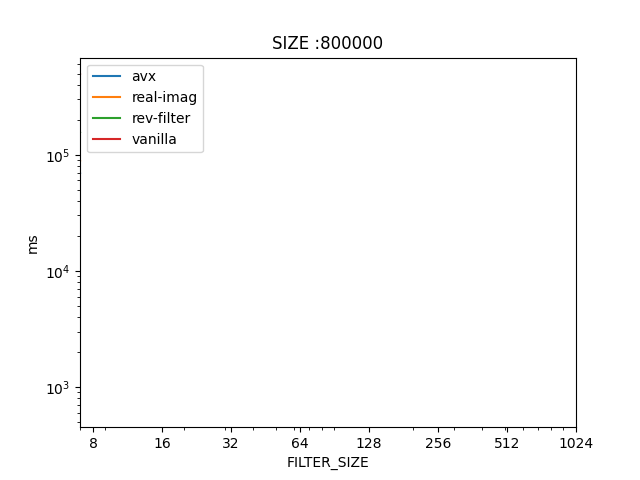 SIZE :800000
avx
real-imag
rev-filter
vanilla
10^5
10^4
10^3
ms
8 16 32 64 128 256 512 1024
FILTER_SIZE